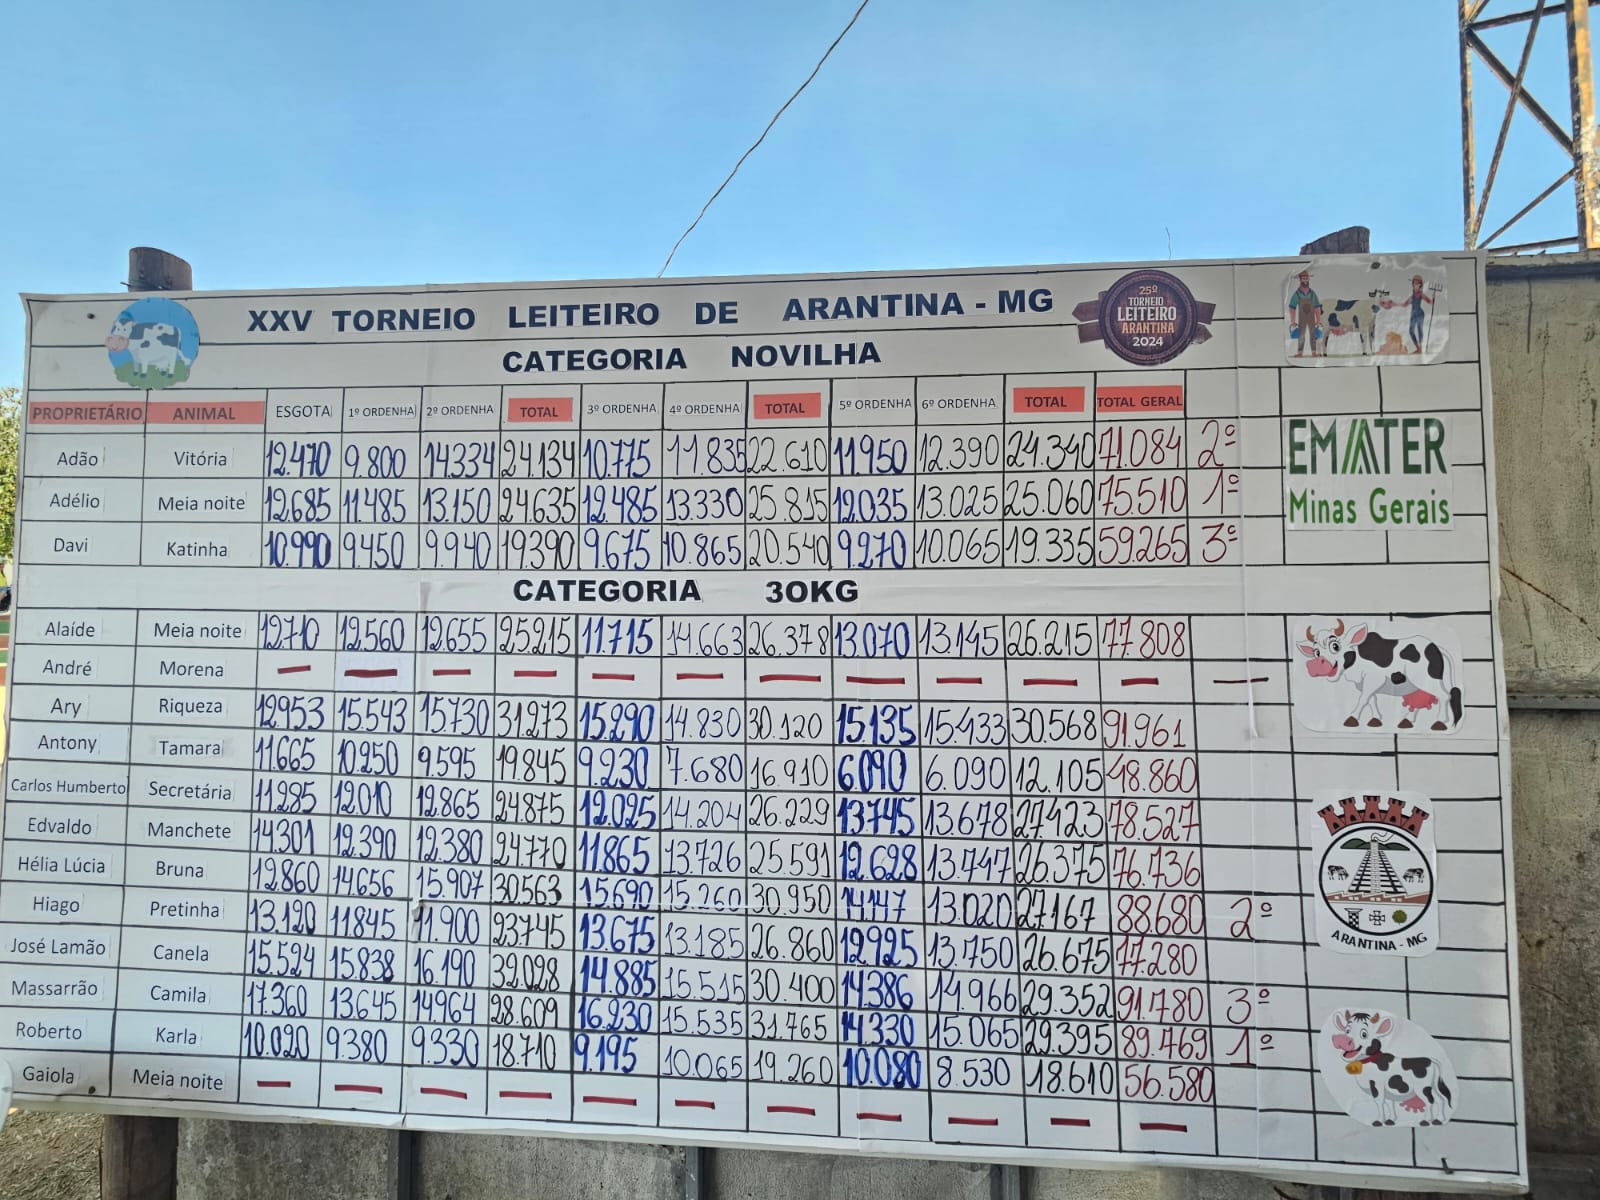 XXV TORNEIO LEITEIRO DE ARANTINA - MG
25º
TORNEIO
LEITEIRO
ARANTINA
2024
CATEGORIA NOVILHA
PROPRIETÁRIO ANIMAL ESGOTA 1º ORDENHA 2º ORDENHA TOTAL 3º ORDENHA 4º ORDENHA TOTAL 5º ORDENHA 6º ORDENHA TOTAL TOTAL GERAL
Adão Vitória 12.470 9.800 14.334 24.134 10.775 11.835 22.610 11.950 12.390 24.340 71.084 2º
Adélio Meia noite 12.685 11.485 13.150 24.635 12.485 13.330 25.815 12.035 13.025 25.060 75.510 1º
Davi Katinha 10.990 9.450 9.940 19.390 9.675 10.865 20.540 9.270 10.065 19.335 59.265 3º
EMATER
Minas Gerais
CATEGORIA 30KG
Alaíde Meia noite 12.710 12.560 12.655 25.215 11.715 14.663 26.378 13.070 13.145 26.215 77.808
André Morena — — — — — — — — — — — —
Ary Riqueza 12953 15.543 15.730 31.273 15.290 14.830 30.120 15.135 15.433 30.568 91.961
Antony Tamara 11.665 10.250 9.595 19.845 9.230 7.680 16.910 6.090 6.090 12.105 48.860
Carlos Humberto Secretária 11.285 12.010 12.865 24.875 12.025 14.204 26.229 13.745 13.678 27.423 78.527
Edvaldo Manchete 14.301 12.390 12.380 24.770 11.865 13.726 25.591 12.628 13.747 26.375 76.736
Hélia Lúcia Bruna 12.860 14.656 15.907 30.563 15.690 15.260 30.950 14.147 13.020 27.167 88.680 2º
Hiago Pretinha 13.120 11.845 11.900 23.745 13.675 13.185 26.860 12.925 13.750 26.675 77.280
José Lamão Canela 15.524 15.838 16.190 32.028 14.885 15.515 30.400 14.386 14.966 29.352 91.780 3º
Massarrão Camila 17.360 13.645 14.964 28.609 16.230 15.535 31.765 14.330 15.065 29.395 89.769 1º
Roberto Karla 10.020 9.380 9.330 18.710 9.195 10.065 19.260 10.080 8.530 18.610 56.580
Gaiola Meia noite — — — — — — — — — — —
ARANTINA - MG